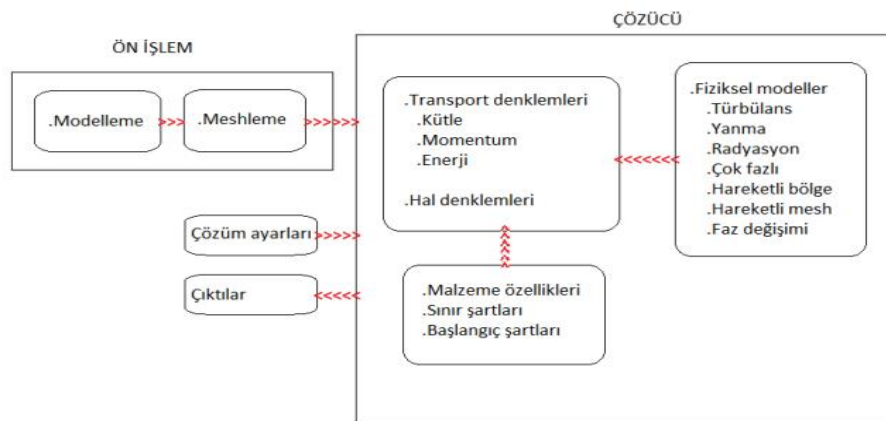 ÖN İŞLEM
.Modelleme
.Meshleme
Çözüm ayarları
Çıktılar
ÇÖZÜCÜ
.Transport denklemleri
.Kütle
.Momentum
.Enerji
.Hal denklemleri
.Malzeme özellikleri
.Sınır şartları
.Başlangıç şartları
.Fiziksel modeller
.Türbülans
.Yanma
.Radyasyon
.Çok fazlı
.Hareketli bölge
.Hareketli mesh
.Faz değişimi